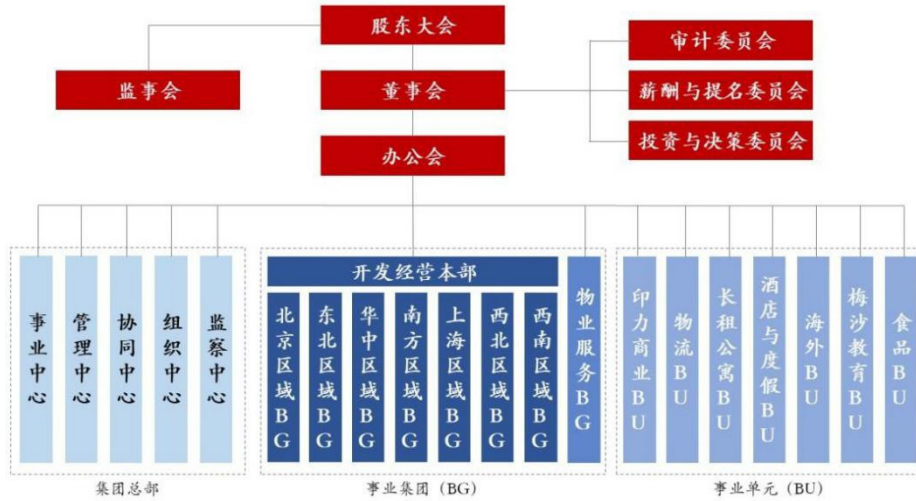 股东大会
审计委员会
监事会
董事会
薪酬与提名委员会
办公会
投资与决策委员会
事业中心
管理中心
协同中心
组织中心
监察中心
开发经营本部
北京区域BG
东北区域BG
华中区域BG
南方区域BG
上海区域BG
西北区域BG
西南区域BG
物业服务BG
印力商业BU
物流BU
长租公寓BU
酒店与度假BU
海外BU
梅沙教育BU
食品BU
集团总部
事业集团（BG）
事业单元（BU）